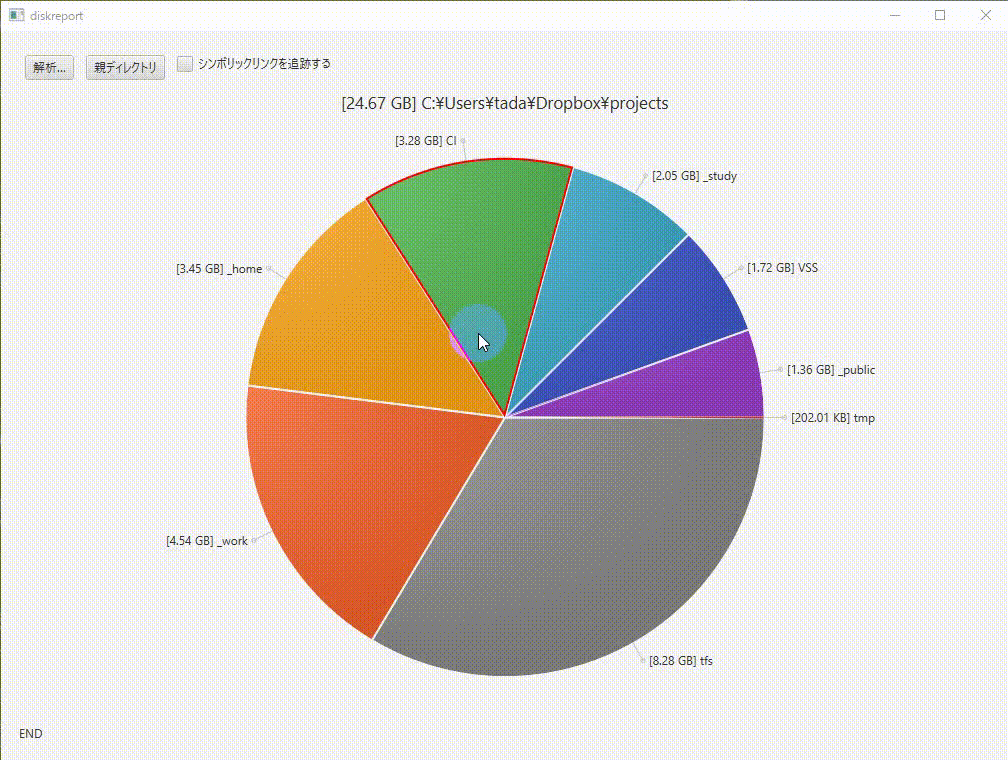 diskreport
解析... 親ディレクトリ シンボリックリンクを追跡する
[24.67 GB] C:¥Users¥tada¥Dropbox¥projects
[3.28 GB] CI
[2.05 GB] _study
[3.45 GB] _home
[1.72 GB] VSS
[1.36 GB] _public
[202.01 KB] tmp
[4.54 GB] _work
[8.28 GB] tfs
END